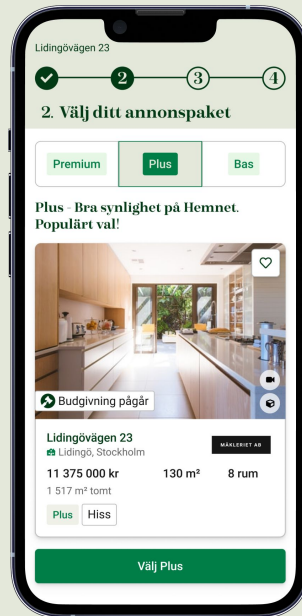 Lidingövägen 23
2 3 4
2. Välj ditt annonspaket
Premium Plus Bas
Plus - Bra synlighet på Hemnet.
Populärt val!
Budgivning pågår
Lidingövägen 23
Lidingö, Stockholm
MÄKLERIET AB
11 375 000 kr 130 m² 8 rum
1 517 m² tomt
Plus Hiss
Välj Plus